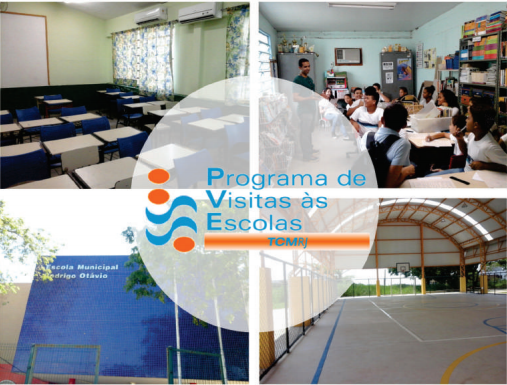 Programa de
Visitas às
Escolas
TCMRJ
Escola Municipal
Rodrigo Otávio